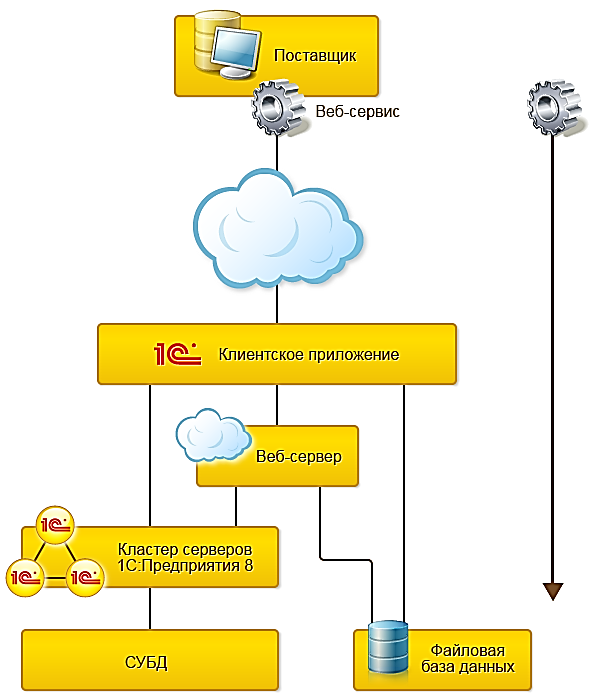 Поставщик
Веб-сервис
1С Клиентское приложение
Веб-сервер
1С
Кластер серверов
1С:Предприятия 8
1С 1С
СУБД
Файловая
база данных